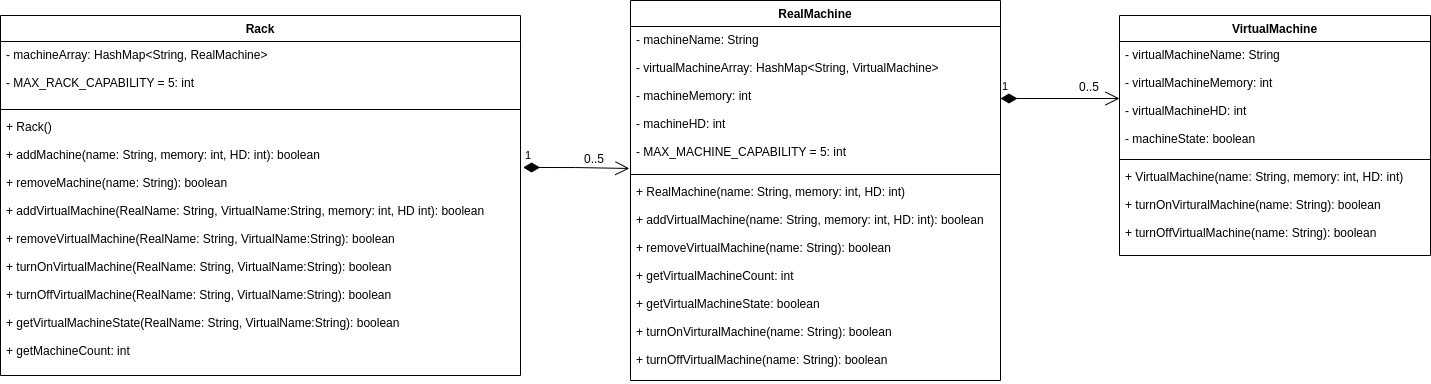 Rack
- machineArray: HashMap<String, RealMachine>
- MAX_RACK_CAPABILITY = 5: int
+ Rack()
+ addMachine(name: String, memory: int, HD: int): boolean
+ removeMachine(name: String): boolean
+ addVirtualMachine(RealName: String, VirtualName:String, memory: int, HD int): boolean
+ removeVirtualMachine(RealName: String, VirtualName:String): boolean
+ turnOnVirtualMachine(RealName: String, VirtualName:String): boolean
+ turnOffVirtualMachine(RealName: String, VirtualName:String): boolean
+ getVirtualMachineState(RealName: String, VirtualName:String): boolean
+ getMachineCount: int
1
0..5
RealMachine
- machineName: String
- virtualMachineArray: HashMap<String, VirtualMachine>
- machineMemory: int
- machineHD: int
- MAX_MACHINE_CAPABILITY = 5: int
+ RealMachine(name: String, memory: int, HD: int)
+ addVirtualMachine(name: String, memory: int, HD: int): boolean
+ removeVirtualMachine(name: String): boolean
+ getVirtualMachineCount: int
+ getVirtualMachineState: boolean
+ turnOnVirturalMachine(name: String): boolean
+ turnOffVirtualMachine(name: String): boolean
1
0..5
VirtualMachine
- virtualMachineName: String
- virtualMachineMemory: int
- virtualMachineHD: int
- machineState: boolean
+ VirtualMachine(name: String, memory: int, HD: int)
+ turnOnVirturalMachine(name: String): boolean
+ turnOffVirtualMachine(name: String): boolean